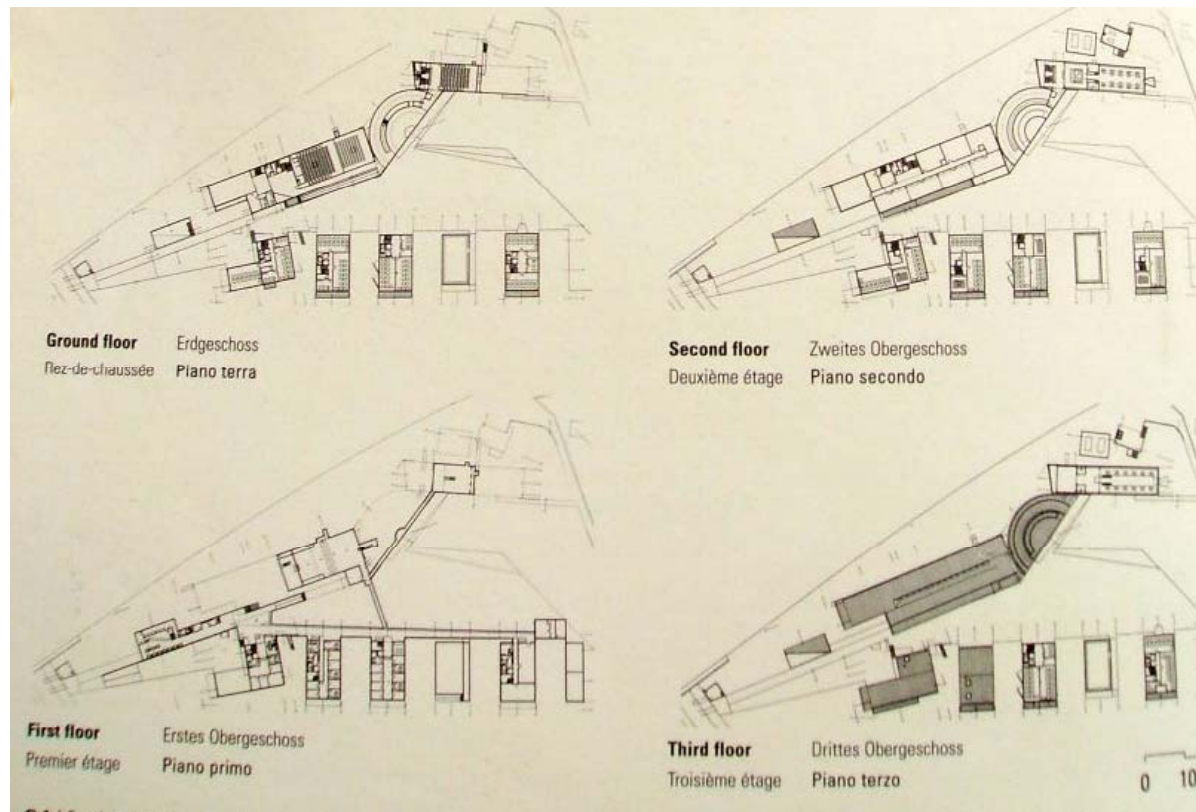 Ground floor Erdgeschoss
Rez-de-chaussée Piano terra
Second floor Zweites Obergeschoss
Deuxième étage Piano secondo
First floor Erstes Obergeschoss
Premier étage Piano primo
Third floor Drittes Obergeschoss
Troisième étage Piano terzo
0 10